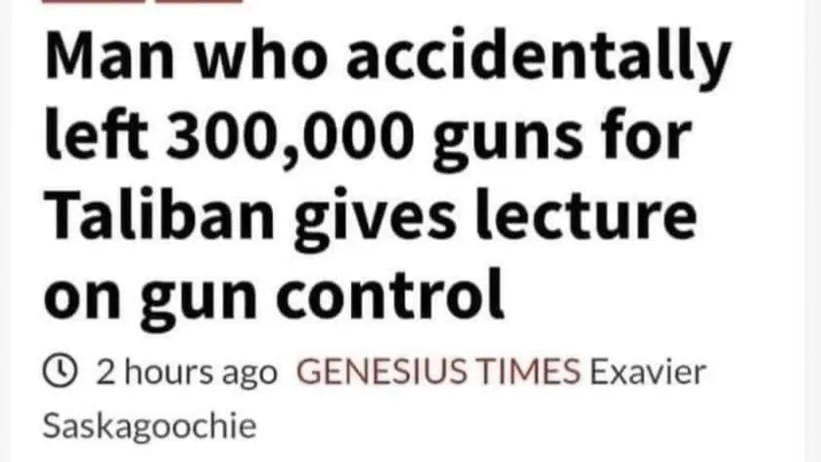 Man who accidentally
left 300,000 guns for
Taliban gives lecture
on gun control
2 hours ago GENESIUS TIMES Exavier
Saskagoochie